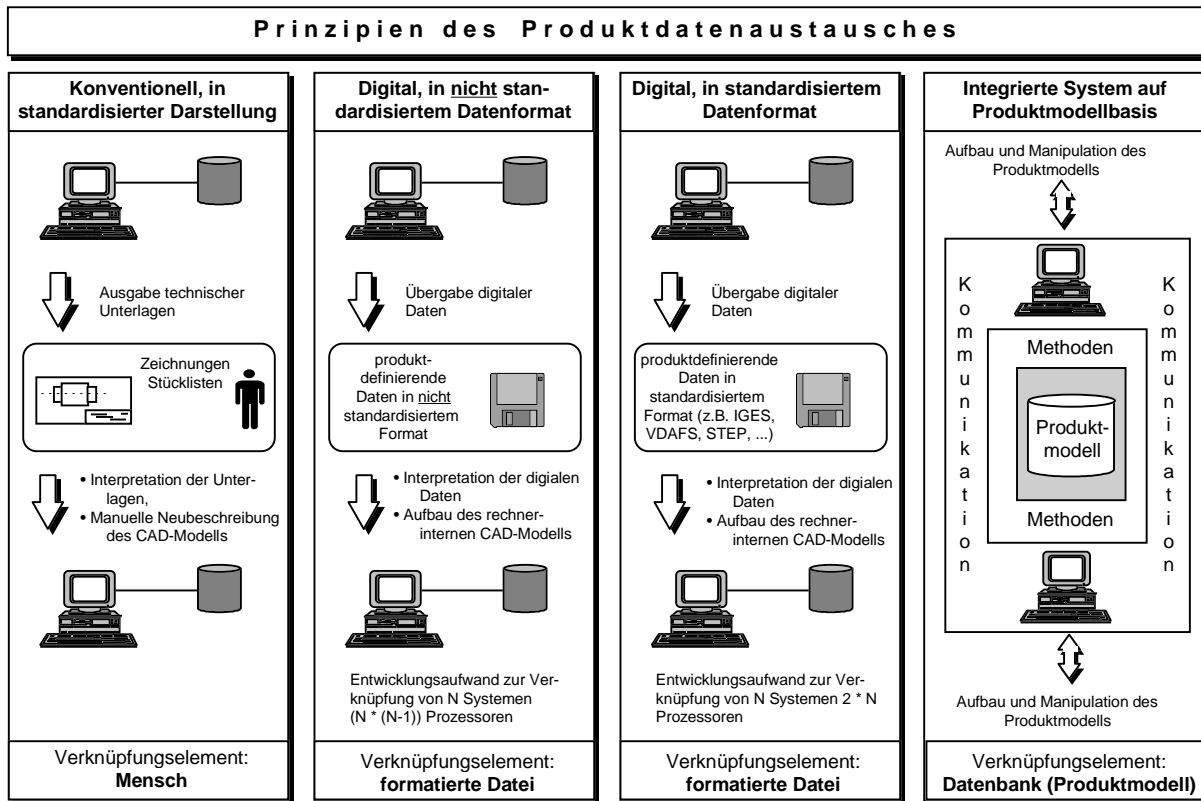 Prinzipien des Produktdatenaustausches
Konventionell, in
standardisierter Darstellung
Ausgabe technischer
Unterlagen
Zeichnungen
Stücklisten
• Interpretation der Unter-
lagen,
• Manuelle Neubeschreibung
des CAD-Modells
Verknüpfungselement:
Mensch
Digital, in nicht stan-
dardisiertem Datenformat
Übergabe digitaler
Daten
produkt-
definierende
Daten in nicht
standardisiertem
Format
• Interpretation der digialen
Daten
• Aufbau des rechner-
internen CAD-Modells
Entwicklungsaufwand zur Ver-
knüpfung von N Systemen
(N * (N-1)) Prozessoren
Verknüpfungselement:
formatierte Datei
Digital, in standardisiertem
Datenformat
Übergabe digitaler
Daten
produktdefinierende
Daten in
standardisiertem
Format (z.B. IGES,
VDAFS, STEP, ...)
• Interpretation der digialen
Daten
• Aufbau des rechner-
internen CAD-Modells
Entwicklungsaufwand zur Ver-
knüpfung von N Systemen 2 * N
Prozessoren
Verknüpfungselement:
formatierte Datei
Integrierte System auf
Produktmodellbasis
Aufbau und Manipulation des
Produktmodells
Kommunikation
Methoden
Produkt-
modell
Methoden
Kommunikation
Aufbau und Manipulation des
Produktmodells
Verknüpfungselement:
Datenbank (Produktmodell)